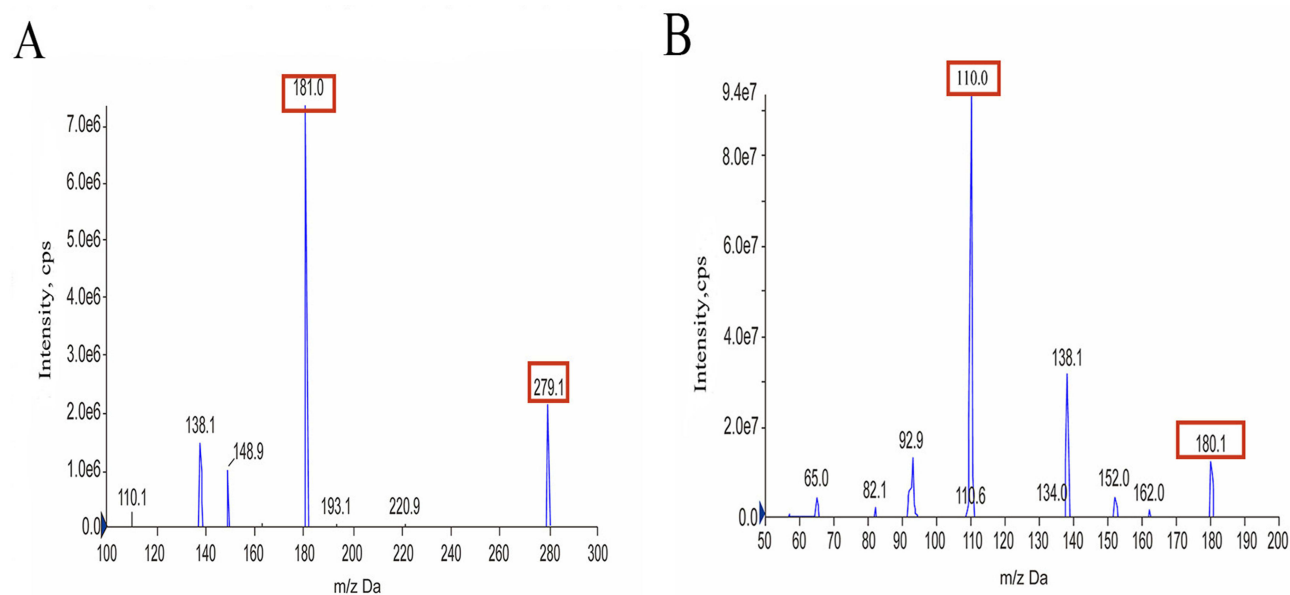 A
Intensity, cps
7.0e6
6.0e6
5.0e6
4.0e6
3.0e6
2.0e6
1.0e6
0.0
181.0
279.1
138.1
148.9
110.1
193.1
220.9
100 120 140 160 180 200 220 240 260 280 300
m/z Da
B
Intensity,cps
9.4e7
8.0e7
6.0e7
4.0e7
2.0e7
0.0
110.0
138.1
180.1
92.9
65.0
82.1
110.6
134.0
152.0
162.0
50 60 70 80 90 100 110 120 130 140 150 160 170 180 190 200
m/z Da